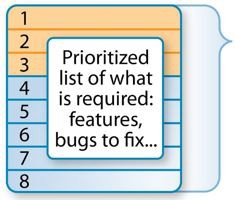 1
2
3
4
5
6
7
8
Prioritized
list of what
is required:
features,
bugs to fix...